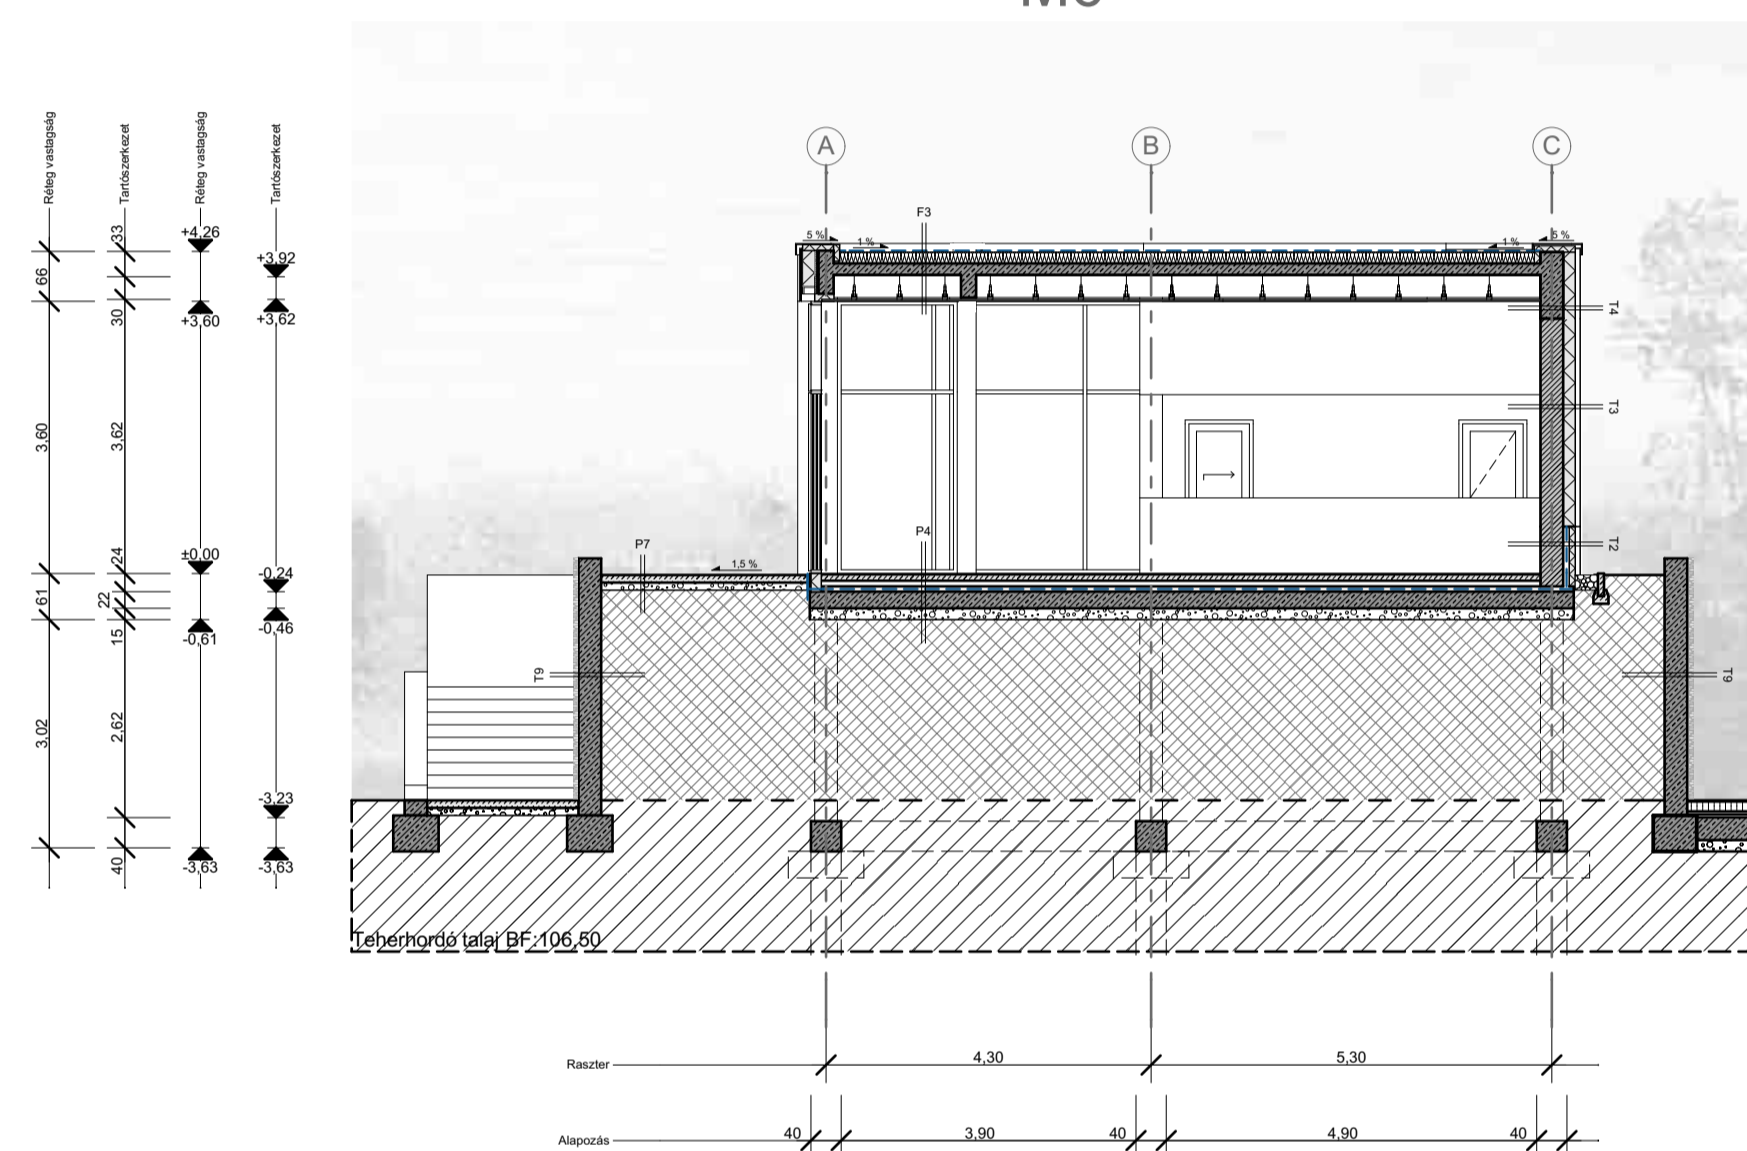 Réteg vastagság
Tartószerkezet
Réteg vastagság
Tartószerkezet
A
B
C
F3
5 %
1 %
1 %
5 %
33
+4,26
+3,92
66
30
+3,60
+3,62
T4
T3
3,60
3,62
P4
T2
P7
1,5 %
24
±0,00
-0,24
61
22
15
-0,61
-0,46
T9
T9
3,02
2,62
-3,23
40
-3,63
-3,63
Teherhordó talaj BF:106,50
Raszter
4,30
5,30
Alapozás
40
3,90
40
4,90
40